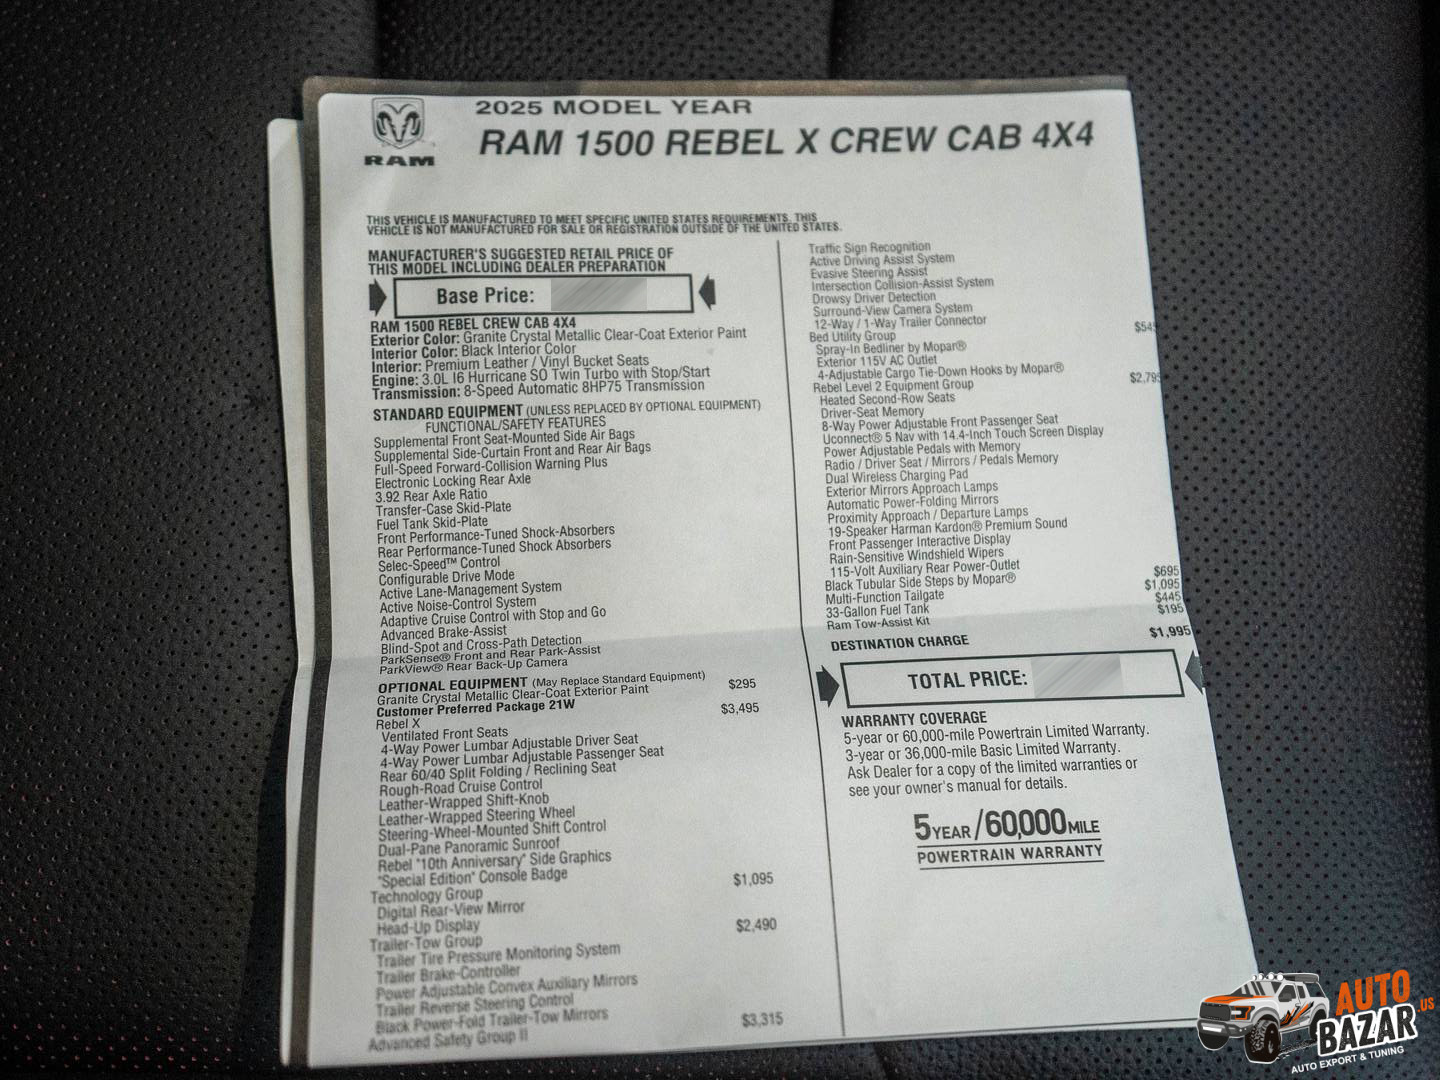 RAM
2025 MODEL YEAR
RAM 1500 REBEL X CREW CAB 4X4
THIS VEHICLE IS MANUFACTURED TO MEET SPECIFIC UNITED STATES REQUIREMENTS. THIS
VEHICLE IS NOT MANUFACTURED FOR SALE OR REGISTRATION OUTSIDE OF THE UNITED STATES.
MANUFACTURER'S SUGGESTED RETAIL PRICE OF
THIS MODEL INCLUDING DEALER PREPARATION
Base Price:
RAM 1500 REBEL CREW CAB 4X4
Exterior Color: Granite Crystal Metallic Clear-Coat Exterior Paint
Interior Color: Black Interior Color
Interior: Premium Leather / Vinyl Bucket Seats
Engine: 3.0L I6 Hurricane SO Twin Turbo with Stop/Start
Transmission: 8-Speed Automatic 8HP75 Transmission
STANDARD EQUIPMENT (UNLESS REPLACED BY OPTIONAL EQUIPMENT)
FUNCTIONAL/SAFETY FEATURES
Supplemental Front Seat-Mounted Side Air Bags
Supplemental Side-Curtain Front and Rear Air Bags
Full-Speed Forward-Collision Warning Plus
Electronic Locking Rear Axle
3.92 Rear Axle Ratio
Transfer-Case Skid-Plate
Fuel Tank Skid-Plate
Front Performance-Tuned Shock-Absorbers
Rear Performance-Tuned Shock Absorbers
Selec-Speed™ Control
Configurable Drive Mode
Active Lane-Management System
Active Noise-Control System
Adaptive Cruise Control with Stop and Go
Advanced Brake-Assist
Blind-Spot and Cross-Path Detection
ParkSense® Front and Rear Park-Assist
ParkView® Rear Back-Up Camera
OPTIONAL EQUIPMENT (May Replace Standard Equipment)
Granite Crystal Metallic Clear-Coat Exterior Paint $295
Customer Preferred Package 21W
Rebel X $3,495
Ventilated Front Seats
4-Way Power Lumbar Adjustable Driver Seat
4-Way Power Lumbar Adjustable Passenger Seat
Rear 60/40 Split Folding / Reclining Seat
Rough-Road Cruise Control
Leather-Wrapped Shift-Knob
Leather-Wrapped Steering Wheel
Steering-Wheel-Mounted Shift Control
Dual-Pane Panoramic Sunroof
Rebel "10th Anniversary" Side Graphics
"Special Edition" Console Badge
Technology Group $1,095
Digital Rear-View Mirror
Head-Up Display
Trailer-Tow Group $2,490
Trailer Tire Pressure Monitoring System
Trailer Brake-Controller
Power Adjustable Convex Auxiliary Mirrors
Trailer Reverse Steering Control
Black Power-Fold Trailer-Tow Mirrors
Advanced Safety Group II $3,315
Traffic Sign Recognition
Active Driving Assist System
Evasive Steering Assist
Intersection Collision-Assist System
Drowsy Driver Detection
Surround-View Camera System
12-Way / 1-Way Trailer Connector
Bed Utility Group $545
Spray-In Bedliner by Mopar®
Exterior 115V AC Outlet
4-Adjustable Cargo Tie-Down Hooks by Mopar®
Rebel Level 2 Equipment Group $2,795
Heated Second-Row Seats
Driver-Seat Memory
8-Way Power Adjustable Front Passenger Seat
Uconnect® 5 Nav with 14.4-Inch Touch Screen Display
Power Adjustable Pedals with Memory
Radio / Driver Seat / Mirrors / Pedals Memory
Dual Wireless Charging Pad
Exterior Mirrors Approach Lamps
Automatic Power-Folding Mirrors
Proximity Approach / Departure Lamps
19-Speaker Harman Kardon® Premium Sound
Front Passenger Interactive Display
Rain-Sensitive Windshield Wipers
115-Volt Auxiliary Rear Power-Outlet
Black Tubular Side Steps by Mopar® $695
Multi-Function Tailgate $1,095
33-Gallon Fuel Tank $445
Ram Tow-Assist Kit $195
DESTINATION CHARGE $1,995
TOTAL PRICE:
WARRANTY COVERAGE
5-year or 60,000-mile Powertrain Limited Warranty.
3-year or 36,000-mile Basic Limited Warranty.
Ask Dealer for a copy of the limited warranties or
see your owner's manual for details.
5 YEAR / 60,000 MILE
POWERTRAIN WARRANTY
AUTO
BAZAR.US
AUTO EXPORT & TUNING